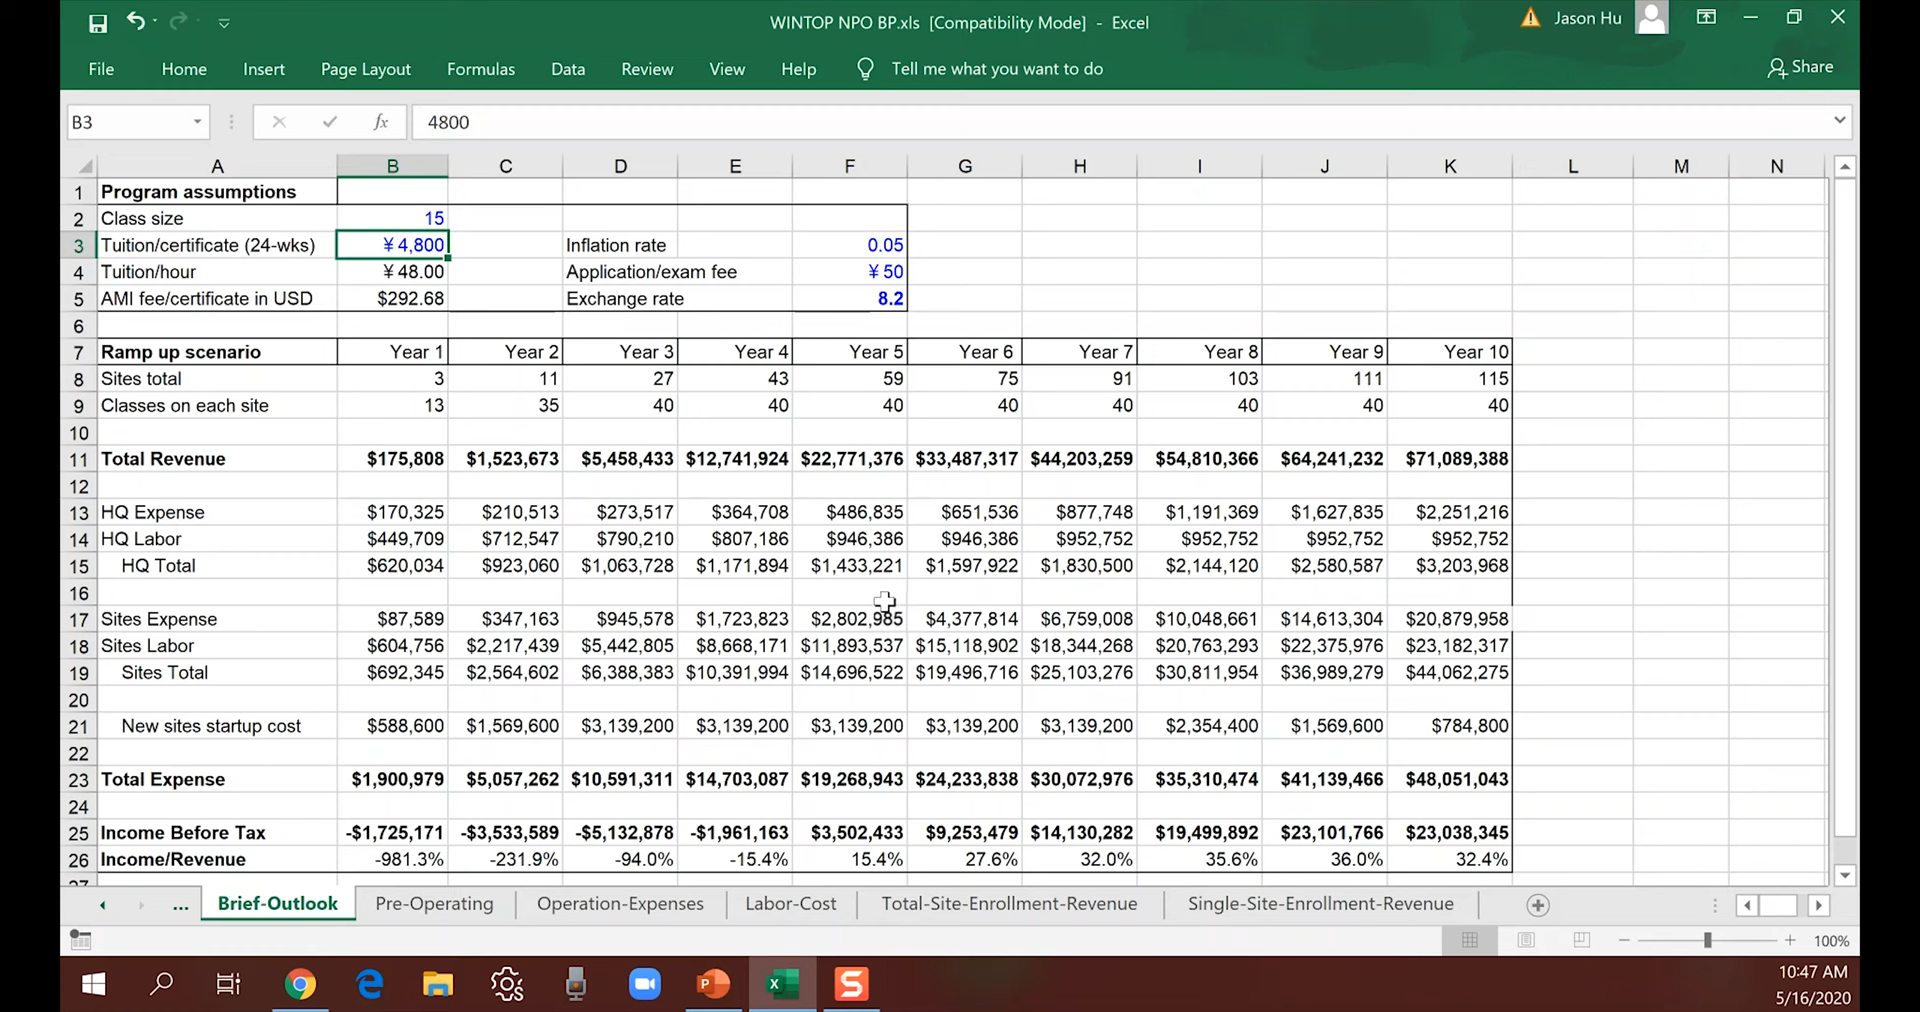 WINTOP NPO BP.xls [Compatibility Mode] - Excel
Jason Hu
File Home Insert Page Layout Formulas Data Review View Help Tell me what you want to do Share
B3 fx 4800
A B C D E F G H I J K L M N
1 Program assumptions
2 Class size 15
3 Tuition/certificate (24-wks) ¥4,800 Inflation rate 0.05
4 Tuition/hour ¥48.00 Application/exam fee ¥50
5 AMI fee/certificate in USD $292.68 Exchange rate 8.2
6
7 Ramp up scenario Year 1 Year 2 Year 3 Year 4 Year 5 Year 6 Year 7 Year 8 Year 9 Year 10
8 Sites total 3 11 27 43 59 75 91 103 111 115
9 Classes on each site 13 35 40 40 40 40 40 40 40 40
10
11 Total Revenue $175,808 $1,523,673 $5,458,433 $12,741,924 $22,771,376 $33,487,317 $44,203,259 $54,810,366 $64,241,232 $71,089,388
12
13 HQ Expense $170,325 $210,513 $273,517 $364,708 $486,835 $651,536 $877,748 $1,191,369 $1,627,835 $2,251,216
14 HQ Labor $449,709 $712,547 $790,210 $807,186 $946,386 $946,386 $952,752 $952,752 $952,752 $952,752
15 HQ Total $620,034 $923,060 $1,063,728 $1,171,894 $1,433,221 $1,597,922 $1,830,500 $2,144,120 $2,580,587 $3,203,968
16
17 Sites Expense $87,589 $347,163 $945,578 $1,723,823 $2,802,985 $4,377,814 $6,759,008 $10,048,661 $14,613,304 $20,879,958
18 Sites Labor $604,756 $2,217,439 $5,442,805 $8,668,171 $11,893,537 $15,118,902 $18,344,268 $20,763,293 $22,375,976 $23,182,317
19 Sites Total $692,345 $2,564,602 $6,388,383 $10,391,994 $14,696,522 $19,496,716 $25,103,276 $30,811,954 $36,989,279 $44,062,275
20
21 New sites startup cost $588,600 $1,569,600 $3,139,200 $3,139,200 $3,139,200 $3,139,200 $3,139,200 $2,354,400 $1,569,600 $784,800
22
23 Total Expense $1,900,979 $5,057,262 $10,591,311 $14,703,087 $19,268,943 $24,233,838 $30,072,976 $35,310,474 $41,139,466 $48,051,043
24
25 Income Before Tax -$1,725,171 -$3,533,589 -$5,132,878 -$1,961,163 $3,502,433 $9,253,479 $14,130,282 $19,499,892 $23,101,766 $23,038,345
26 Income/Revenue -981.3% -231.9% -94.0% -15.4% 15.4% 27.6% 32.0% 35.6% 36.0% 32.4%
27
... Brief-Outlook Pre-Operating Operation-Expenses Labor-Cost Total-Site-Enrollment-Revenue Single-Site-Enrollment-Revenue
100%
10:47 AM
5/16/2020